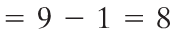 = 9 − 1 = 8